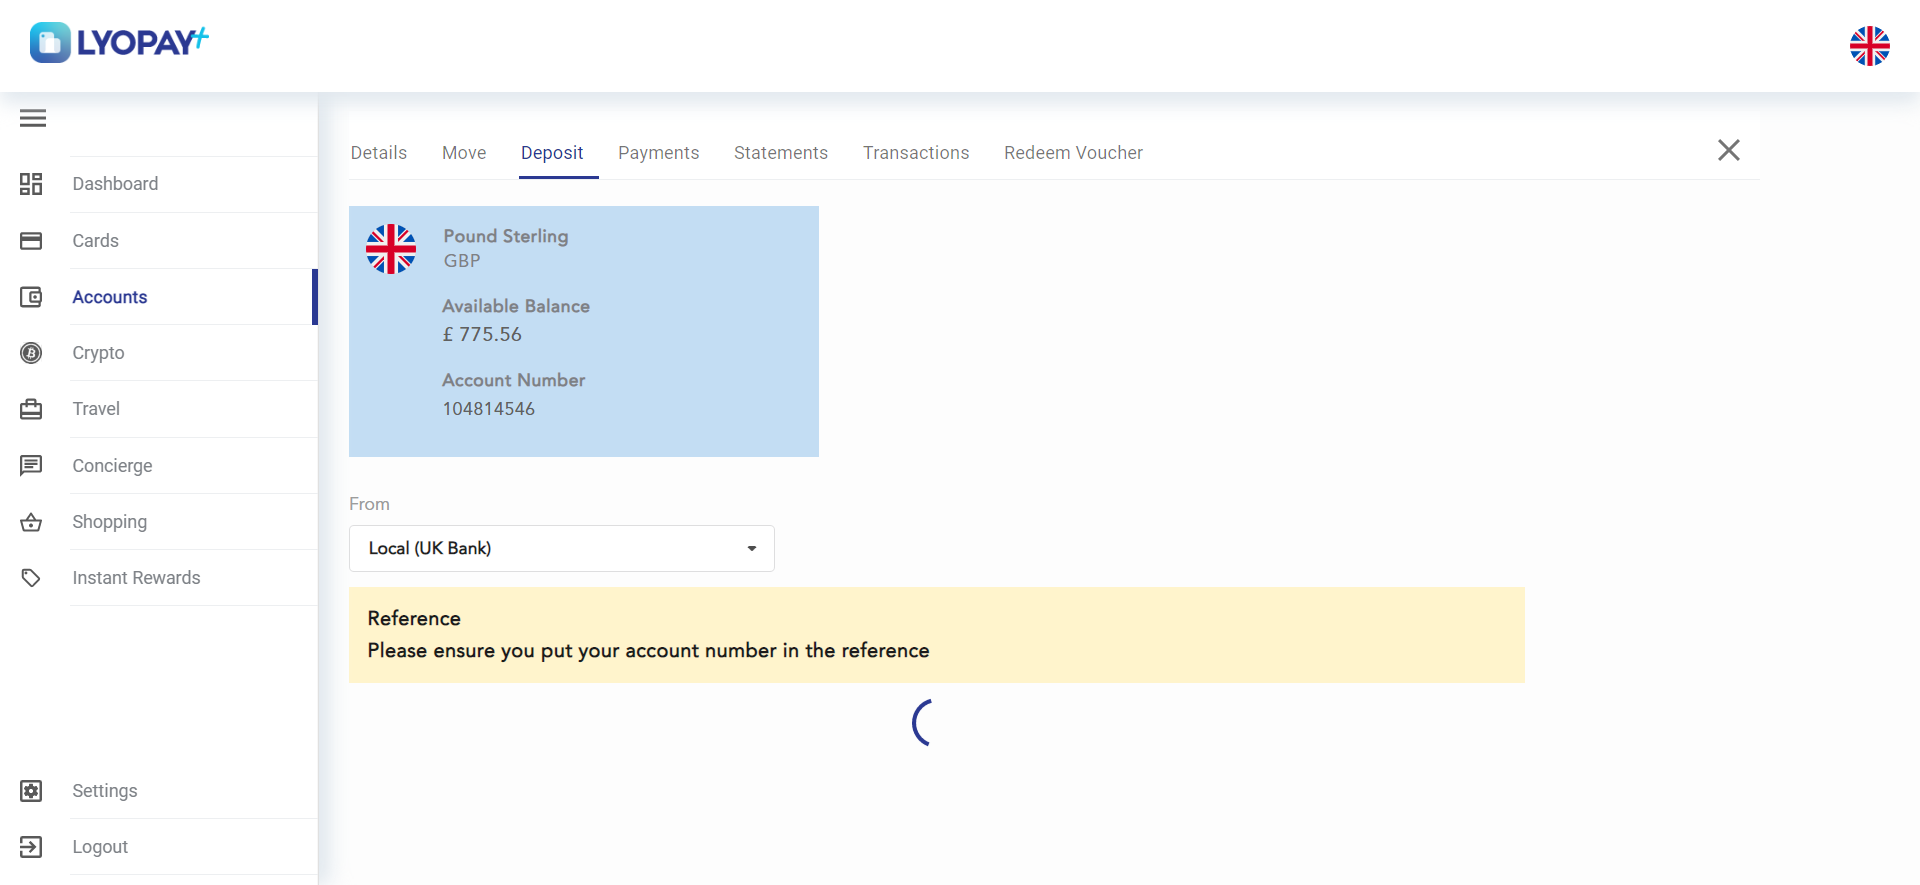 LYOPAY+
Details Move Deposit Payments Statements Transactions Redeem Voucher
Dashboard
Cards
Accounts
Crypto
Travel
Concierge
Shopping
Instant Rewards
Settings
Logout
Pound Sterling
GBP
Available Balance
£ 775.56
Account Number
104814546
From
Local (UK Bank)
Reference
Please ensure you put your account number in the reference